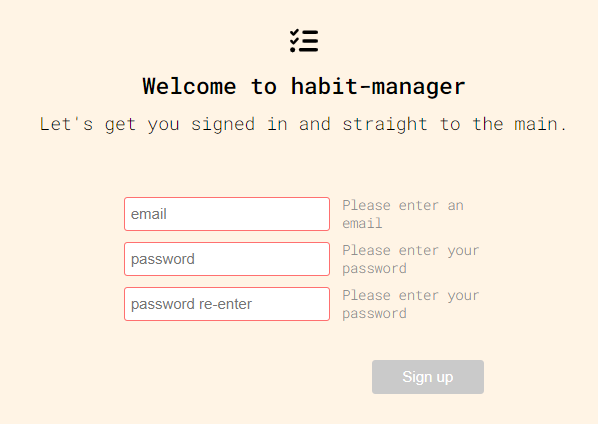 Welcome to habit-manager
Let's get you signed in and straight to the main.
email
Please enter an
email
password
Please enter your
password
password re-enter
Please enter your
password
Sign up